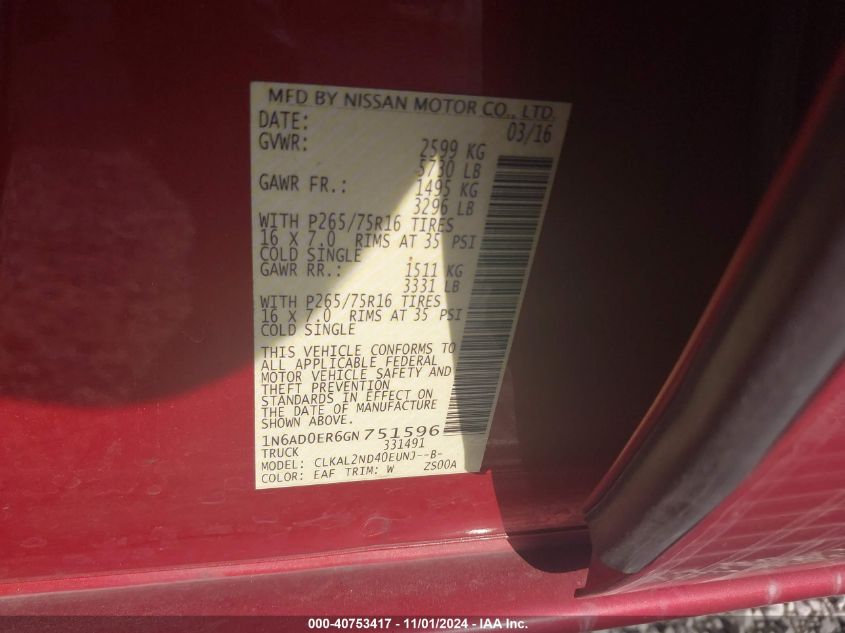 MFD BY NISSAN MOTOR CO., LTD.
DATE: 03/16
GVWR: 2599 KG
5730 LB
GAWR FR.: 1495 KG
3296 LB
WITH P265/75R16 TIRES
16 X 7.0 RIMS AT 35 PSI
COLD SINGLE
GAWR RR.: 1511 KG
3331 LB
WITH P265/75R16 TIRES
16 X 7.0 RIMS AT 35 PSI
COLD SINGLE
THIS VEHICLE CONFORMS TO
ALL APPLICABLE FEDERAL
MOTOR VEHICLE SAFETY AND
THEFT PREVENTION
STANDARDS IN EFFECT ON
THE DATE OF MANUFACTURE
SHOWN ABOVE.
1N6AD0ER6GN751596
TRUCK 331491
MODEL: CLKAL2ND40EUNJ--B-
COLOR: EAF TRIM: W ZS00A
000-40753417 - 11/01/2024 - IAA Inc.